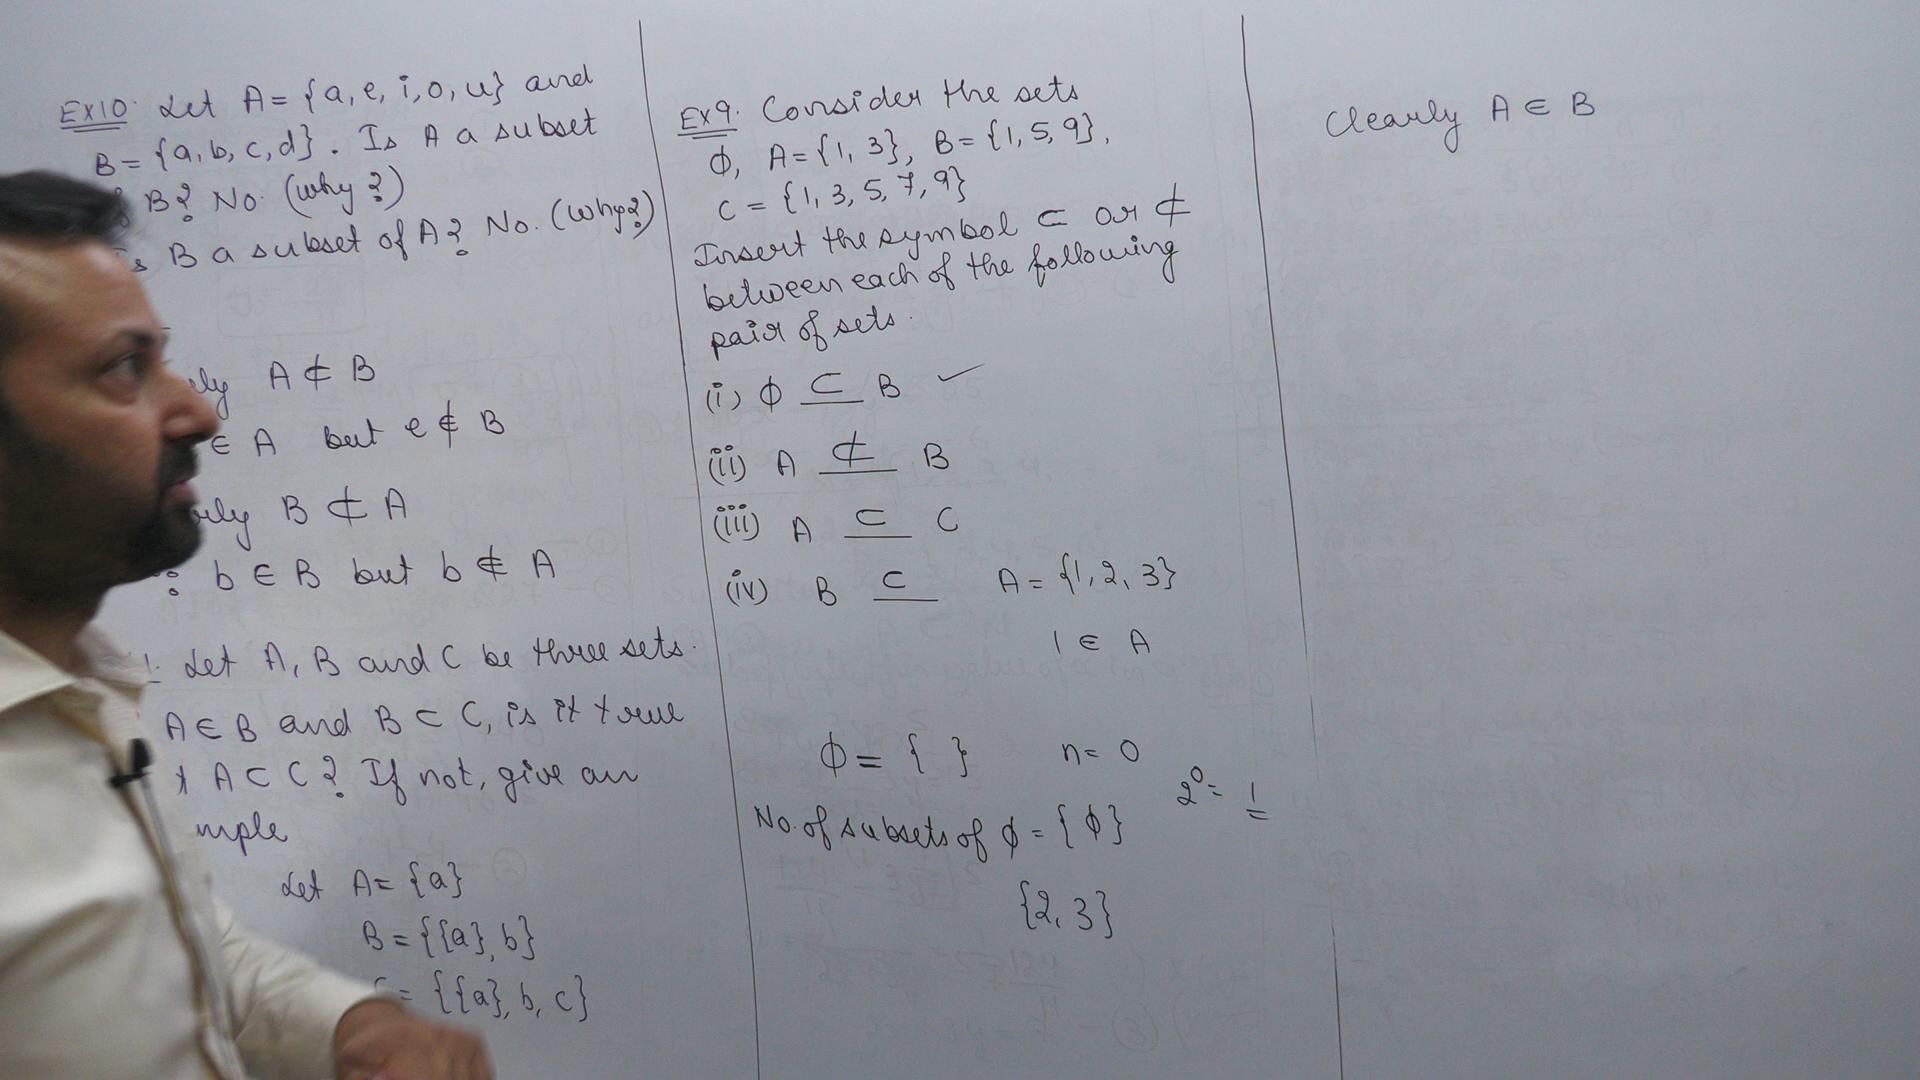 EX10. Let A = {a, e, i, o, u} and
B = {a, b, c, d}. Is A a subset
B? No. (why?)
B a subset of A? No. (why?)
A ⊄ B
∈ A but e ∉ B
B ⊄ A
b ∈ B but b ∉ A
Let A, B and C be three sets.
A ∈ B and B ⊂ C, is it true
A ⊂ C? If not, give an
Let A = {a}
B = {{a}, b}
= {{a}, b, c}
EX9. Consider the sets
ϕ, A = {1, 3}, B = {1, 5, 9},
C = {1, 3, 5, 7, 9}
Insert the symbol ⊂ or ⊄
between each of the following
pair of sets.
(i) ϕ ⊂ B ✓
(ii) A ⊄ B
(iii) A ⊂ C
(iv) B ⊂
A = {1, 2, 3}
1 ∈ A
ϕ = { } n = 0
2⁰ = 1
No. of subsets of ϕ = {ϕ}
{2, 3}
Clearly A ∈ B